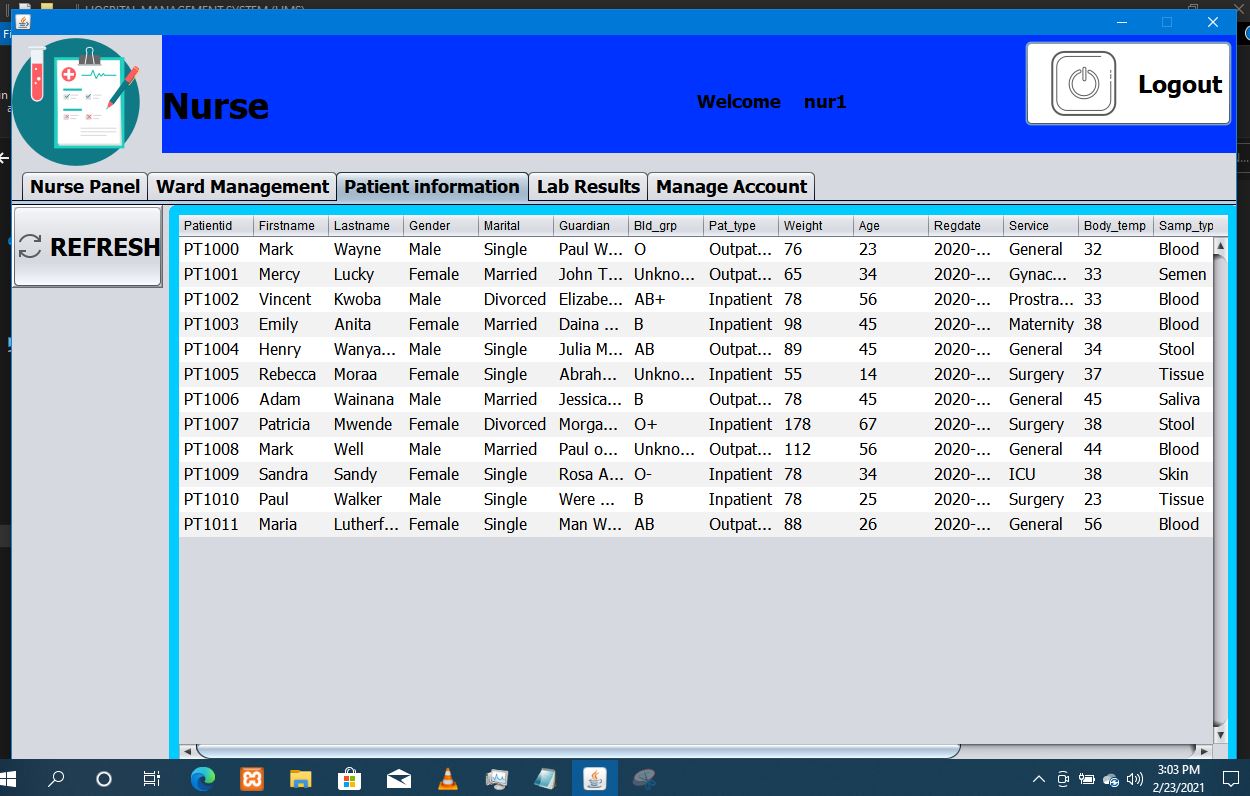 HOSPITAL MANAGEMENT SYSTEM (HMS)
Nurse
Welcome nur1
Logout
Nurse Panel Ward Management Patient information Lab Results Manage Account
REFRESH
Patientid Firstname Lastname Gender Marital Guardian Bld_grp Pat_type Weight Age Regdate Service Body_temp Samp_typ
PT1000 Mark Wayne Male Single Paul W... O Outpat... 76 23 2020-... General 32 Blood
PT1001 Mercy Lucky Female Married John T... Unkno... Outpat... 65 34 2020-... Gynac... 33 Semen
PT1002 Vincent Kwoba Male Divorced Elizabe... AB+ Inpatient 78 56 2020-... Prostra... 33 Blood
PT1003 Emily Anita Female Married Daina ... B Inpatient 98 45 2020-... Maternity 38 Blood
PT1004 Henry Wanya... Male Single Julia M... AB Outpat... 89 45 2020-... General 34 Stool
PT1005 Rebecca Moraa Female Single Abrah... Unkno... Inpatient 55 14 2020-... Surgery 37 Tissue
PT1006 Adam Wainana Male Married Jessica... B Outpat... 78 45 2020-... General 45 Saliva
PT1007 Patricia Mwende Female Divorced Morga... O+ Inpatient 178 67 2020-... Surgery 38 Stool
PT1008 Mark Well Male Married Paul o... Unkno... Outpat... 112 56 2020-... General 44 Blood
PT1009 Sandra Sandy Female Single Rosa A... O- Inpatient 78 34 2020-... ICU 38 Skin
PT1010 Paul Walker Male Single Were ... B Inpatient 78 25 2020-... Surgery 23 Tissue
PT1011 Maria Lutherf... Female Single Man W... AB Outpat... 88 26 2020-... General 56 Blood
3:03 PM
2/23/2021